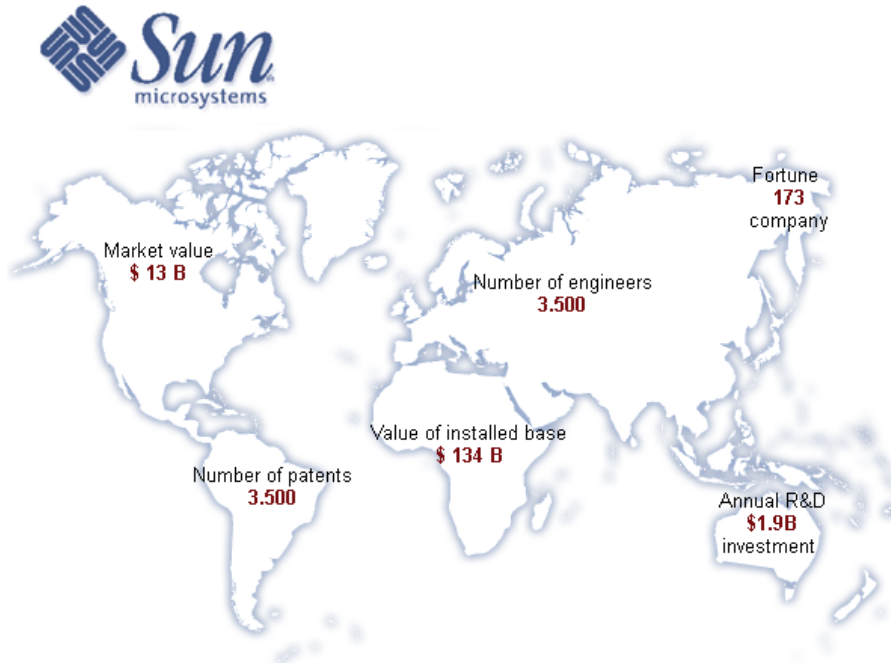 Sun
microsystems
Fortune
173
company
Market value
$ 13 B
Number of engineers
3.500
Value of installed base
$ 134 B
Number of patents
3.500
Annual R&D
$1.9B
investment